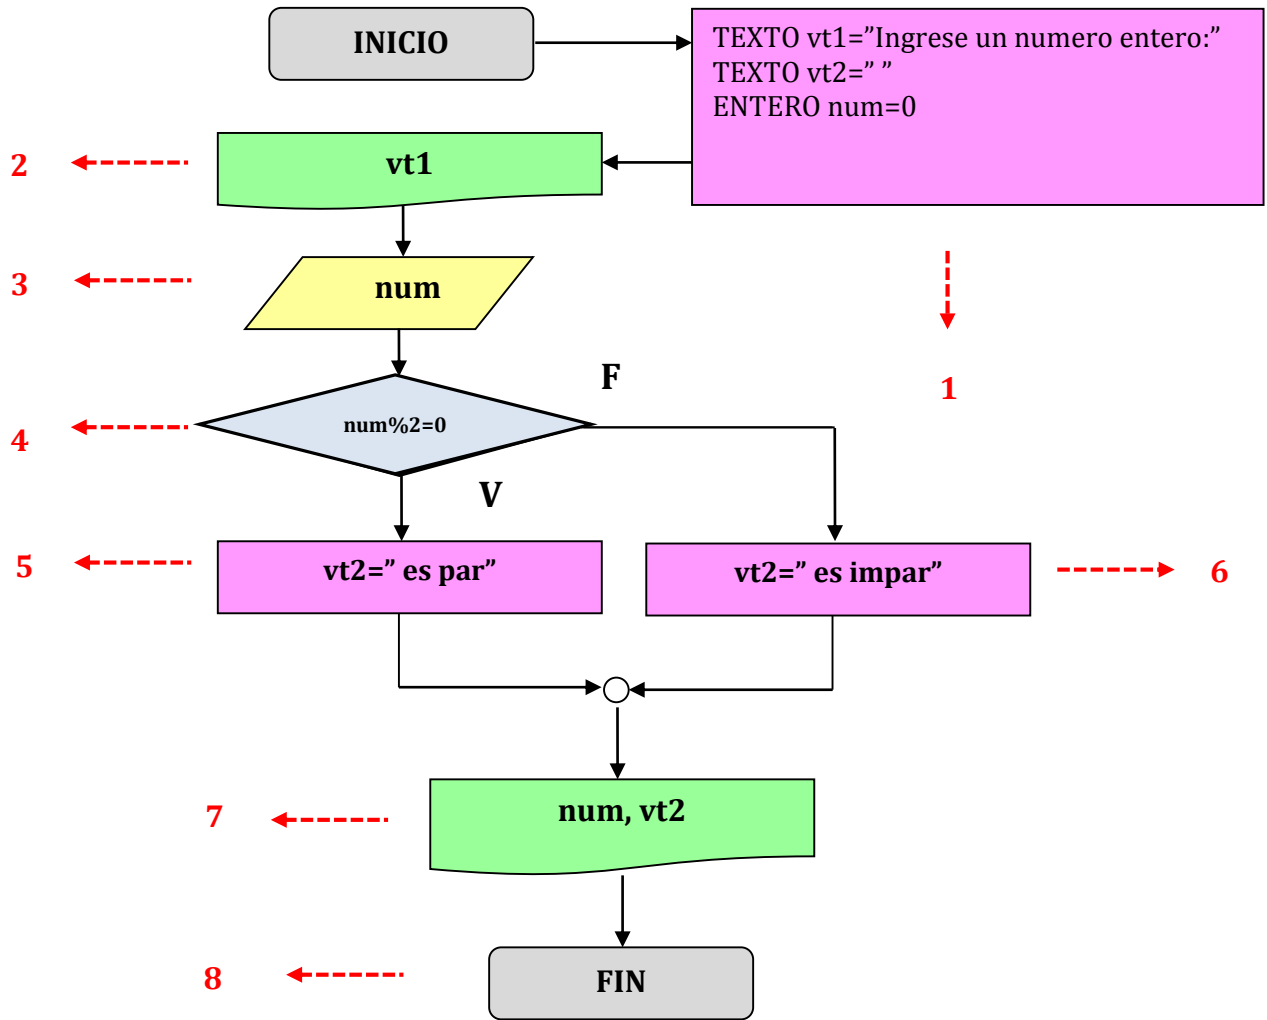 INICIO
TEXTO vt1=”Ingrese un numero entero:”
TEXTO vt2=” ”
ENTERO num=0
2
vt1
3
num
1
F
4
num%2=0
V
5
vt2=” es par”
vt2=” es impar”
6
7
num, vt2
8
FIN